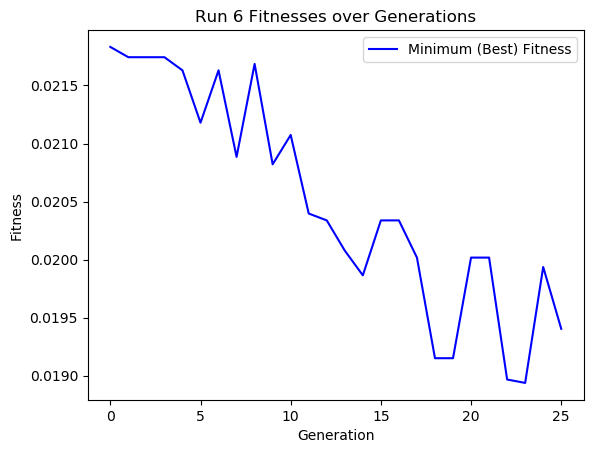 Run 6 Fitnesses over Generations
Minimum (Best) Fitness
Fitness
0.0215
0.0210
0.0205
0.0200
0.0195
0.0190
0 5 10 15 20 25
Generation